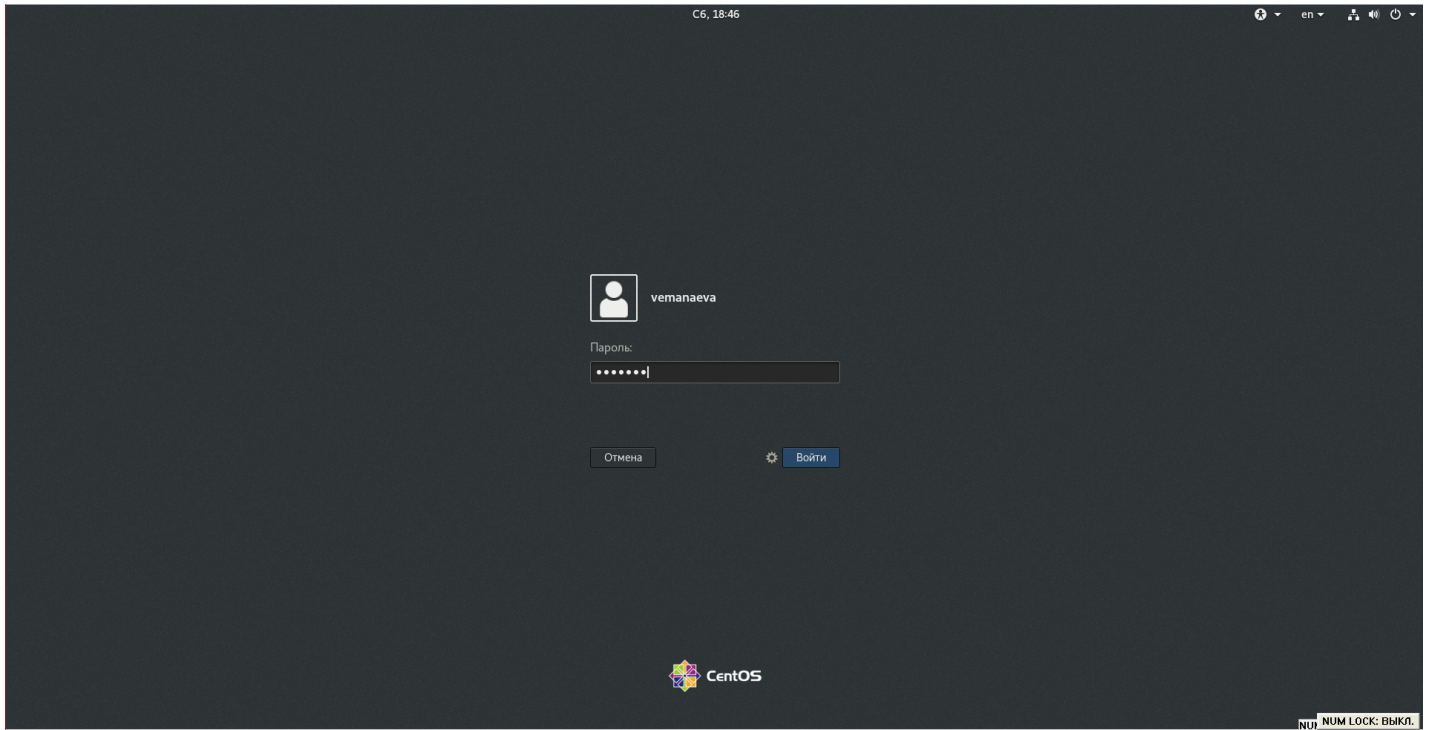 Сб, 18:46
en
vemanaeva
Пароль:
•••••••
Отмена
Войти
CentOS
NUM LOCK: ВЫКЛ.